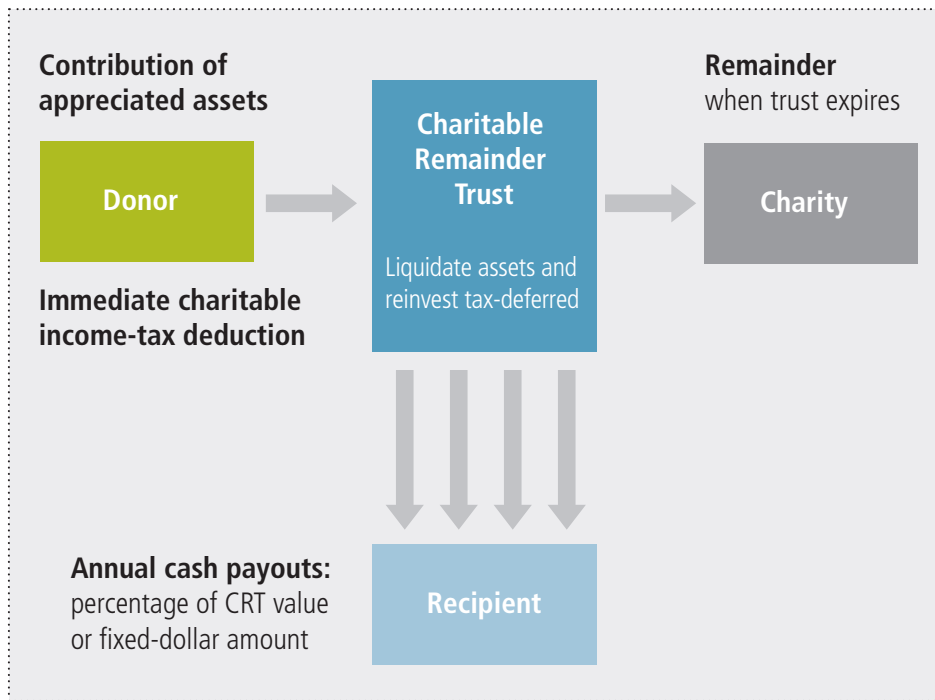 Contribution of
appreciated assets
Donor
Immediate charitable
income-tax deduction
Charitable
Remainder
Trust
Liquidate assets and
reinvest tax-deferred
Remainder
when trust expires
Charity
Annual cash payouts:
percentage of CRT value
or fixed-dollar amount
Recipient